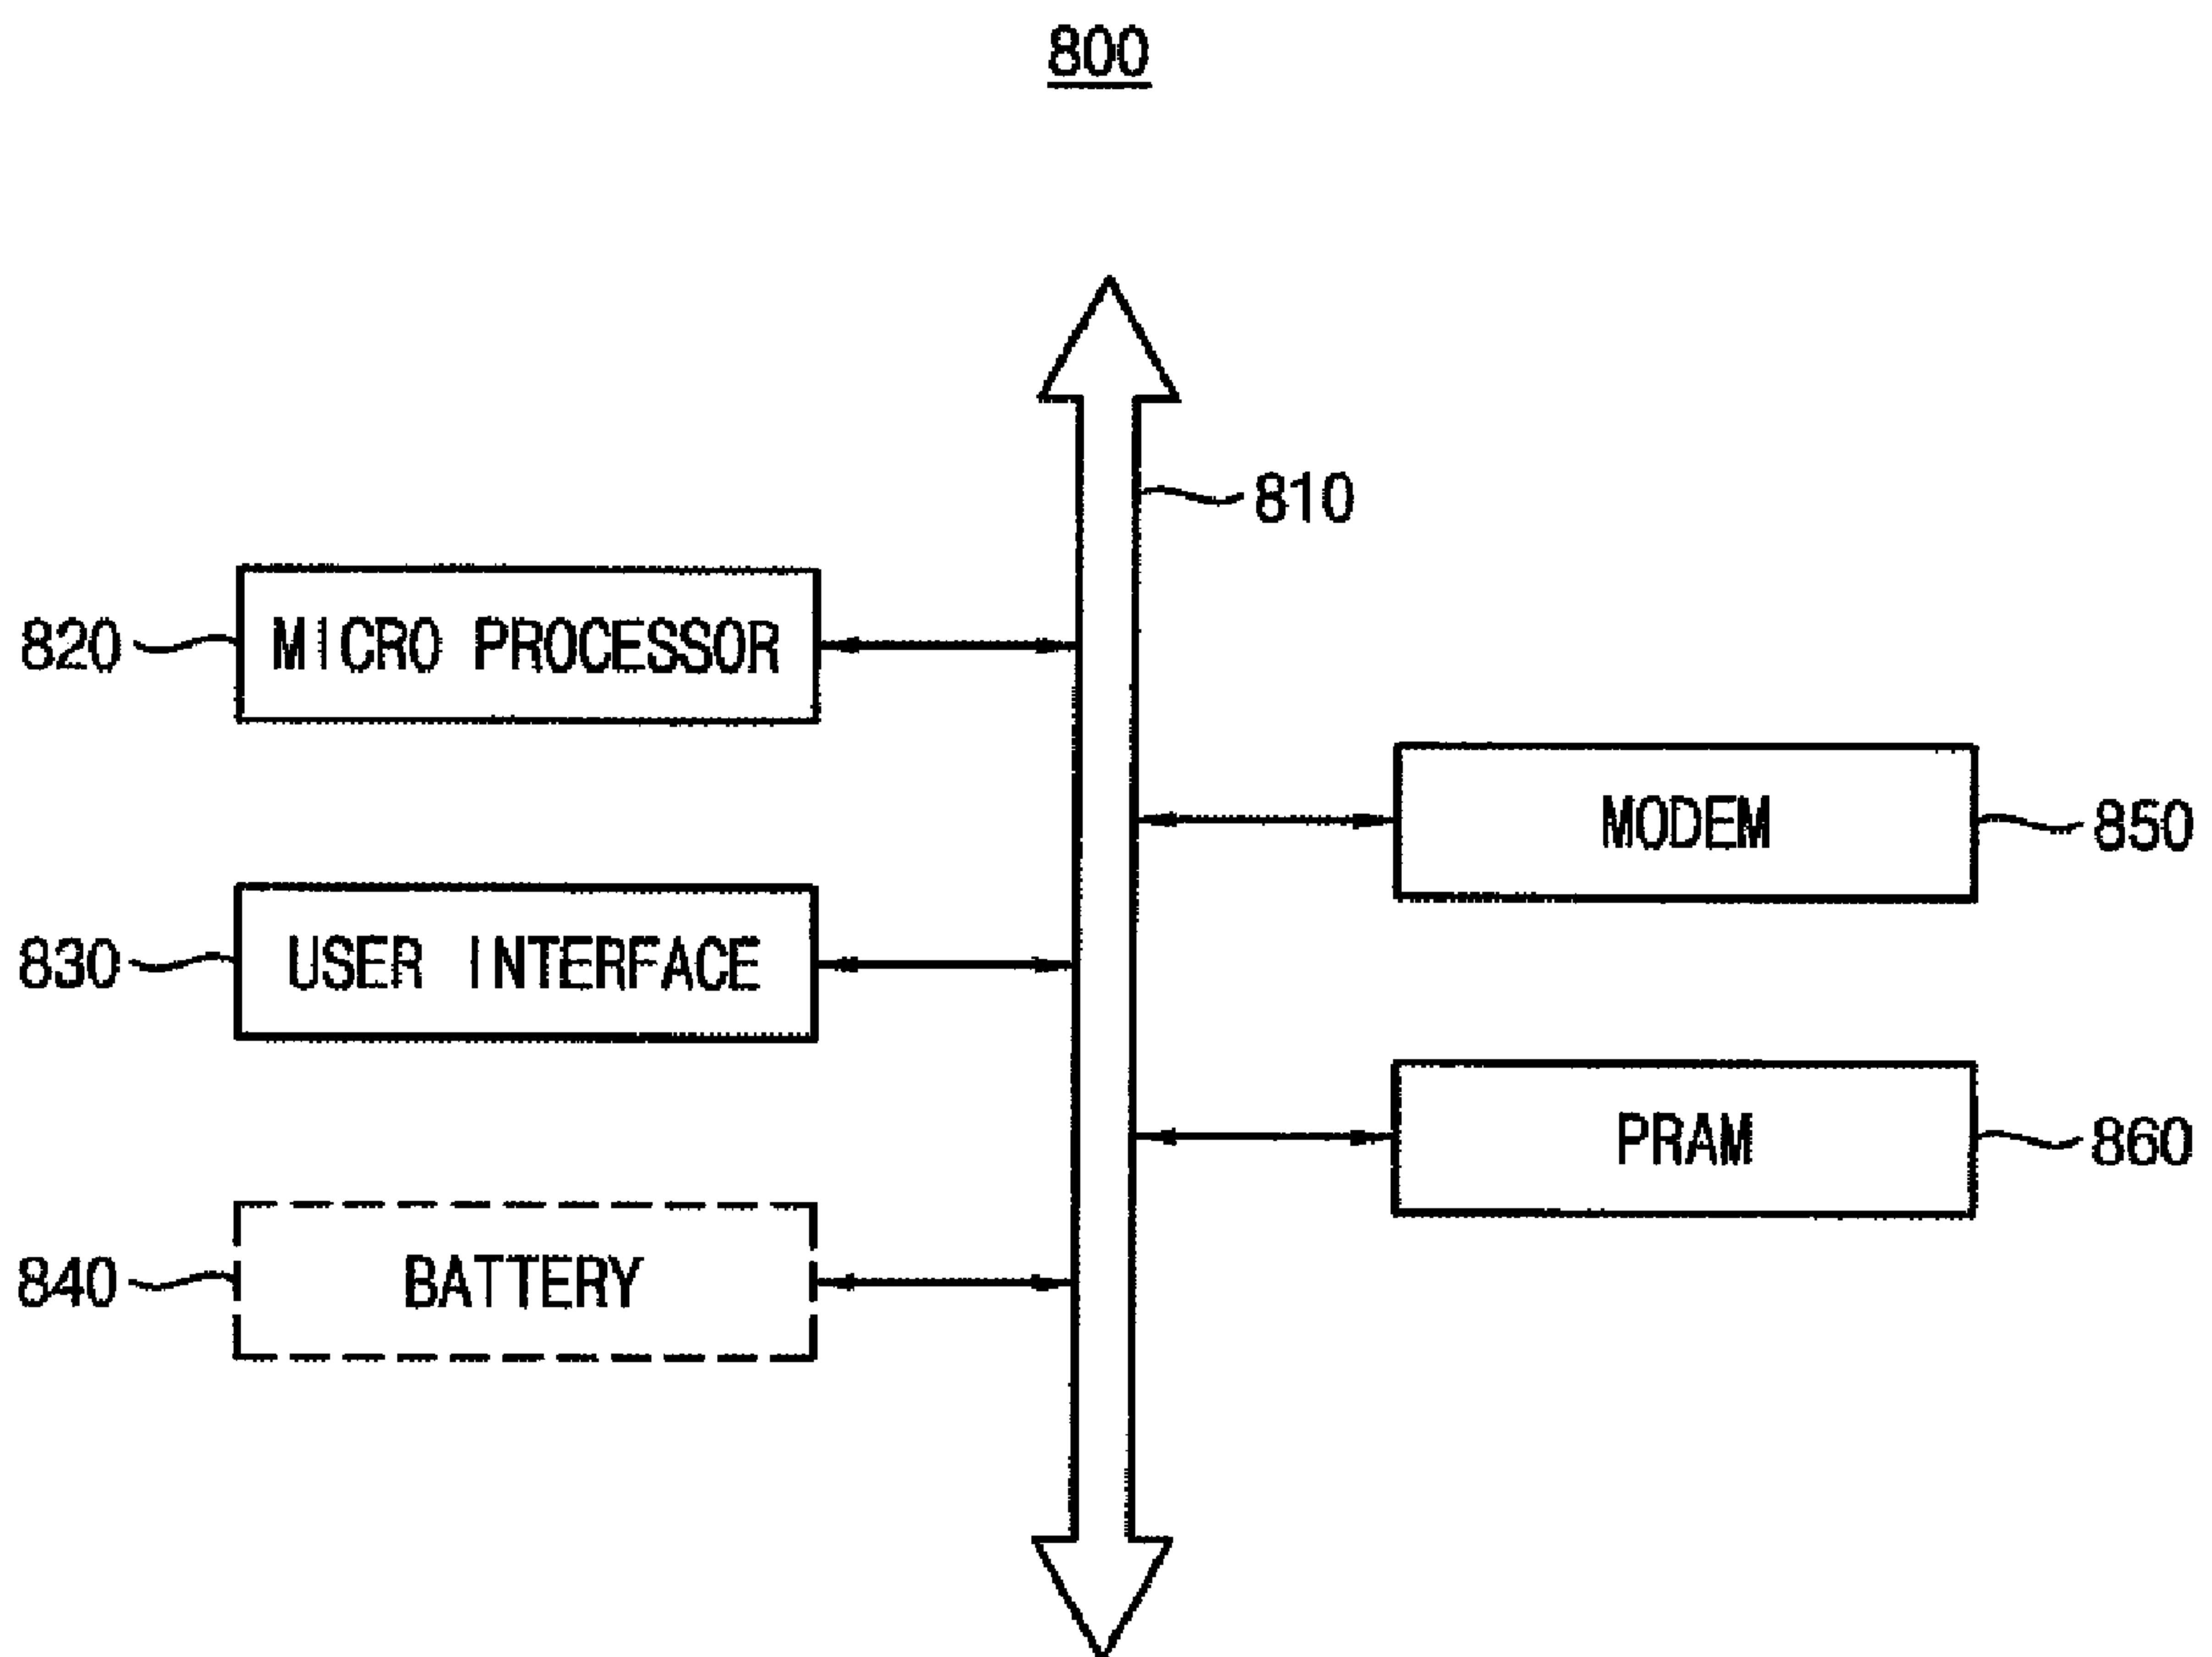 800
810
820 MICRO PROCESSOR
MODEM 850
830 USER INTERFACE
PRAM 860
840 BATTERY